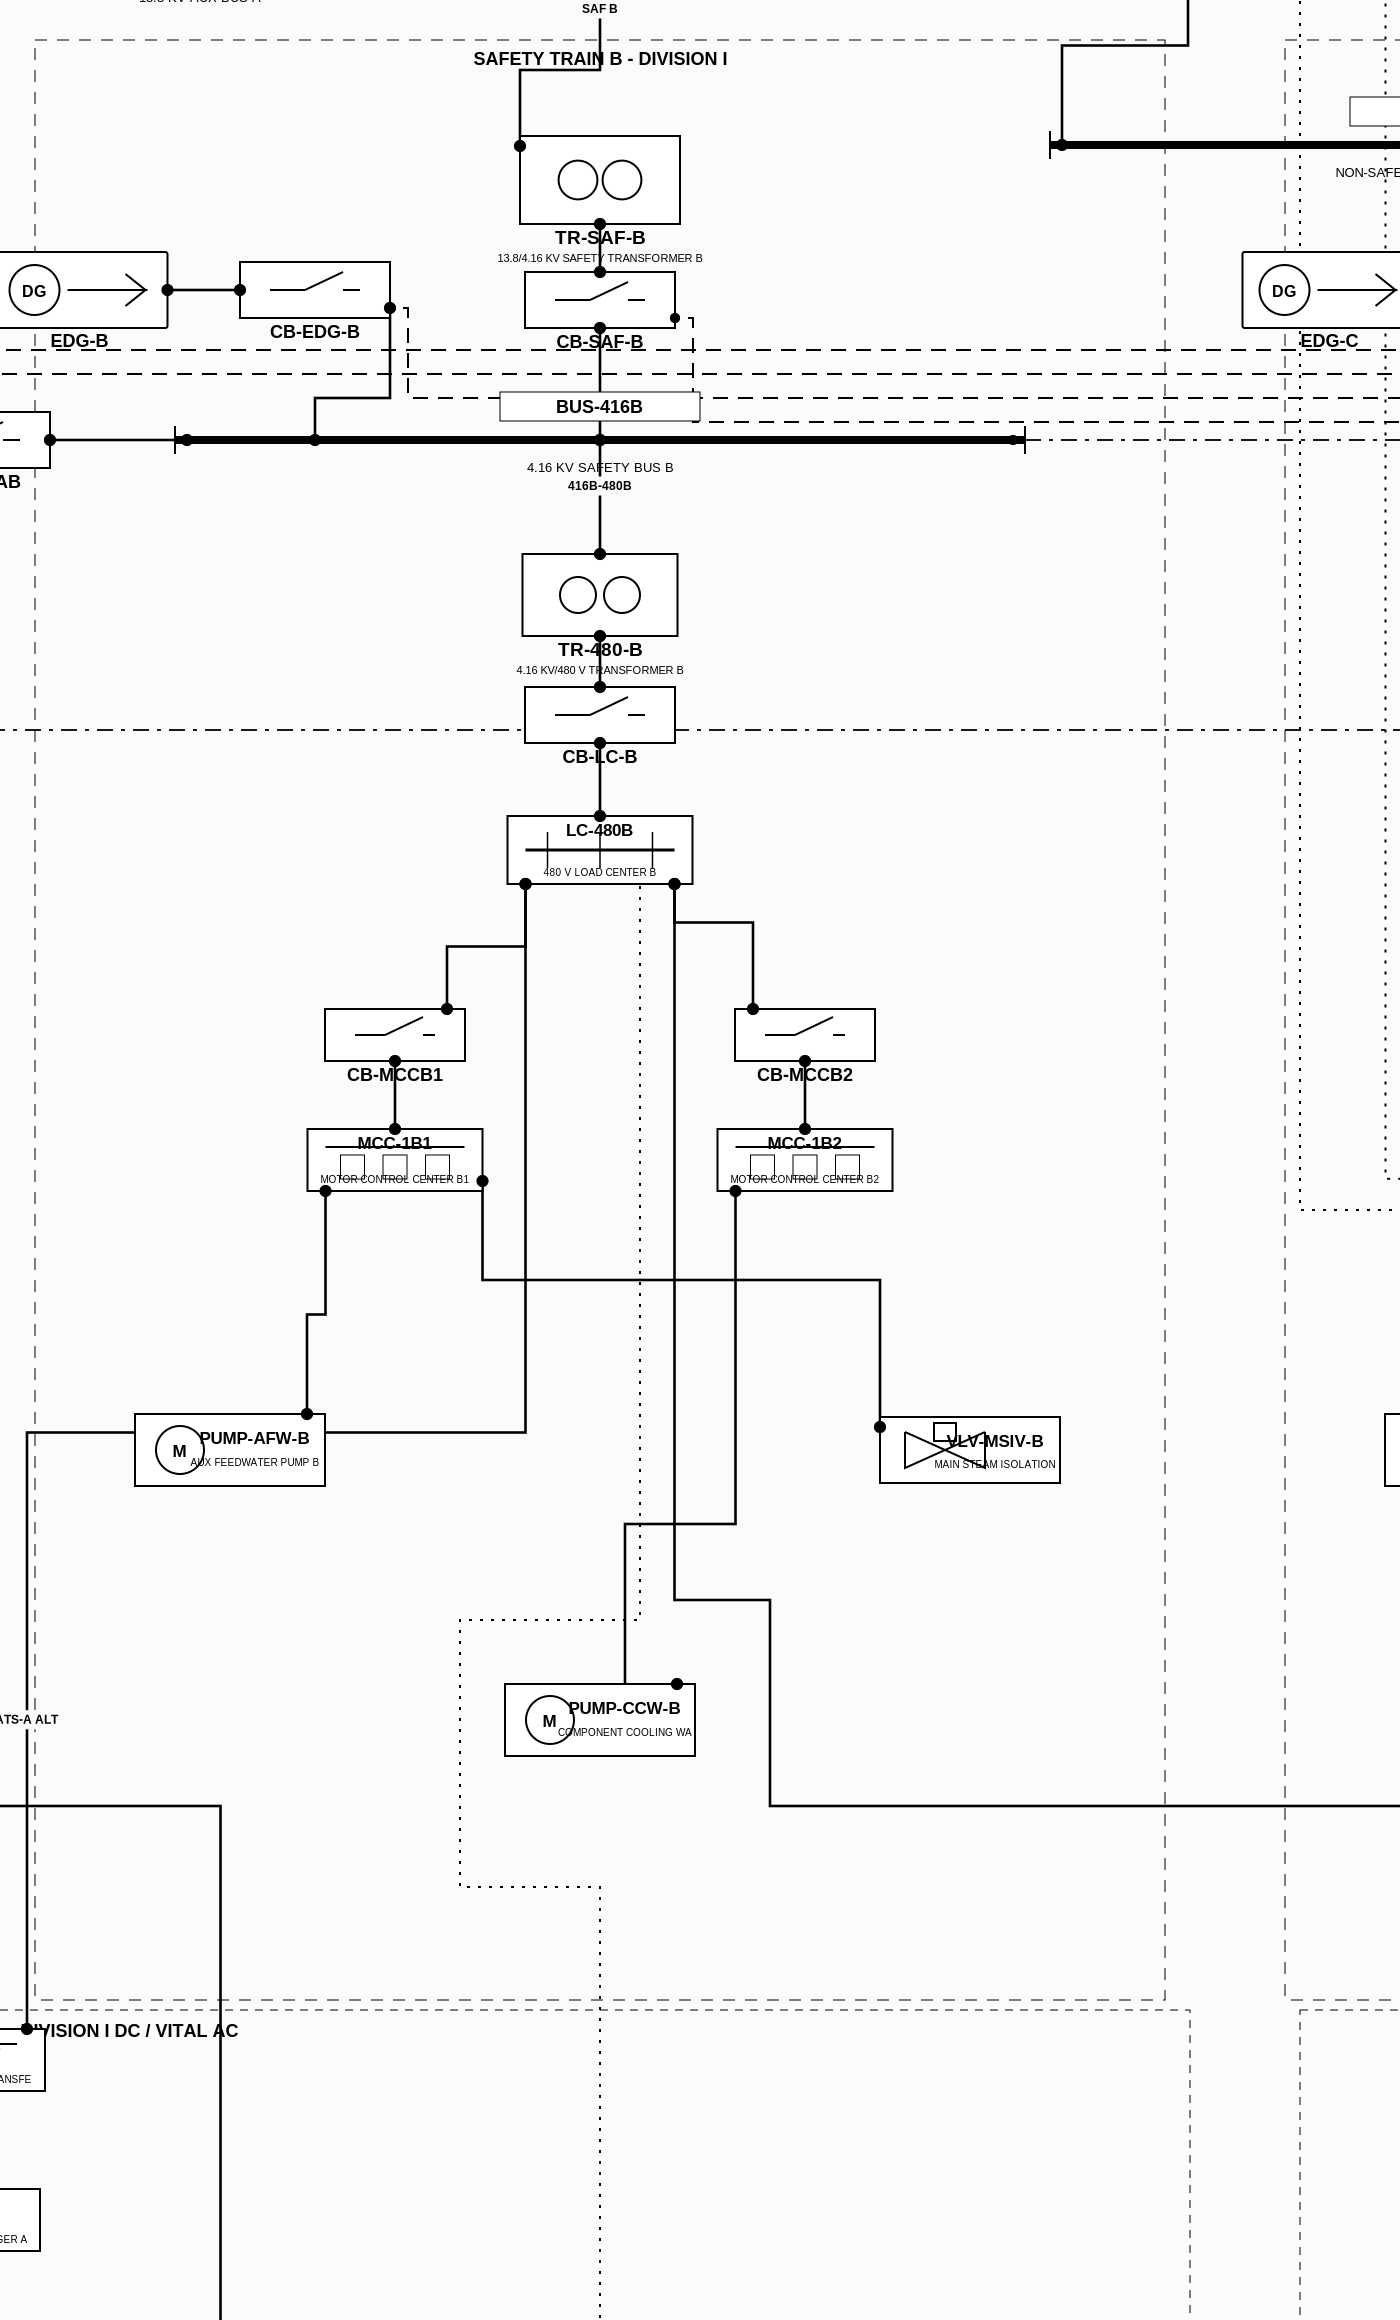 SAF B
SAFETY TRAIN B - DIVISION I
TR-SAF-B
13.8/4.16 KV SAFETY TRANSFORMER B
NON-SAFE
DG
EDG-B
CB-EDG-B
CB-SAF-B
DG
EDG-C
BUS-416B
4.16 KV SAFETY BUS B
416B-480B
AB
TR-480-B
4.16 KV/480 V TRANSFORMER B
CB-LC-B
LC-480B
480 V LOAD CENTER B
CB-MCCB1
CB-MCCB2
MCC-1B1
MOTOR CONTROL CENTER B1
MCC-1B2
MOTOR CONTROL CENTER B2
M
PUMP-AFW-B
AUX FEEDWATER PUMP B
VLV-MSIV-B
MAIN STEAM ISOLATION
M
PUMP-CCW-B
COMPONENT COOLING WA
ATS-A ALT
DIVISION I DC / VITAL AC
ANSFE
GER A